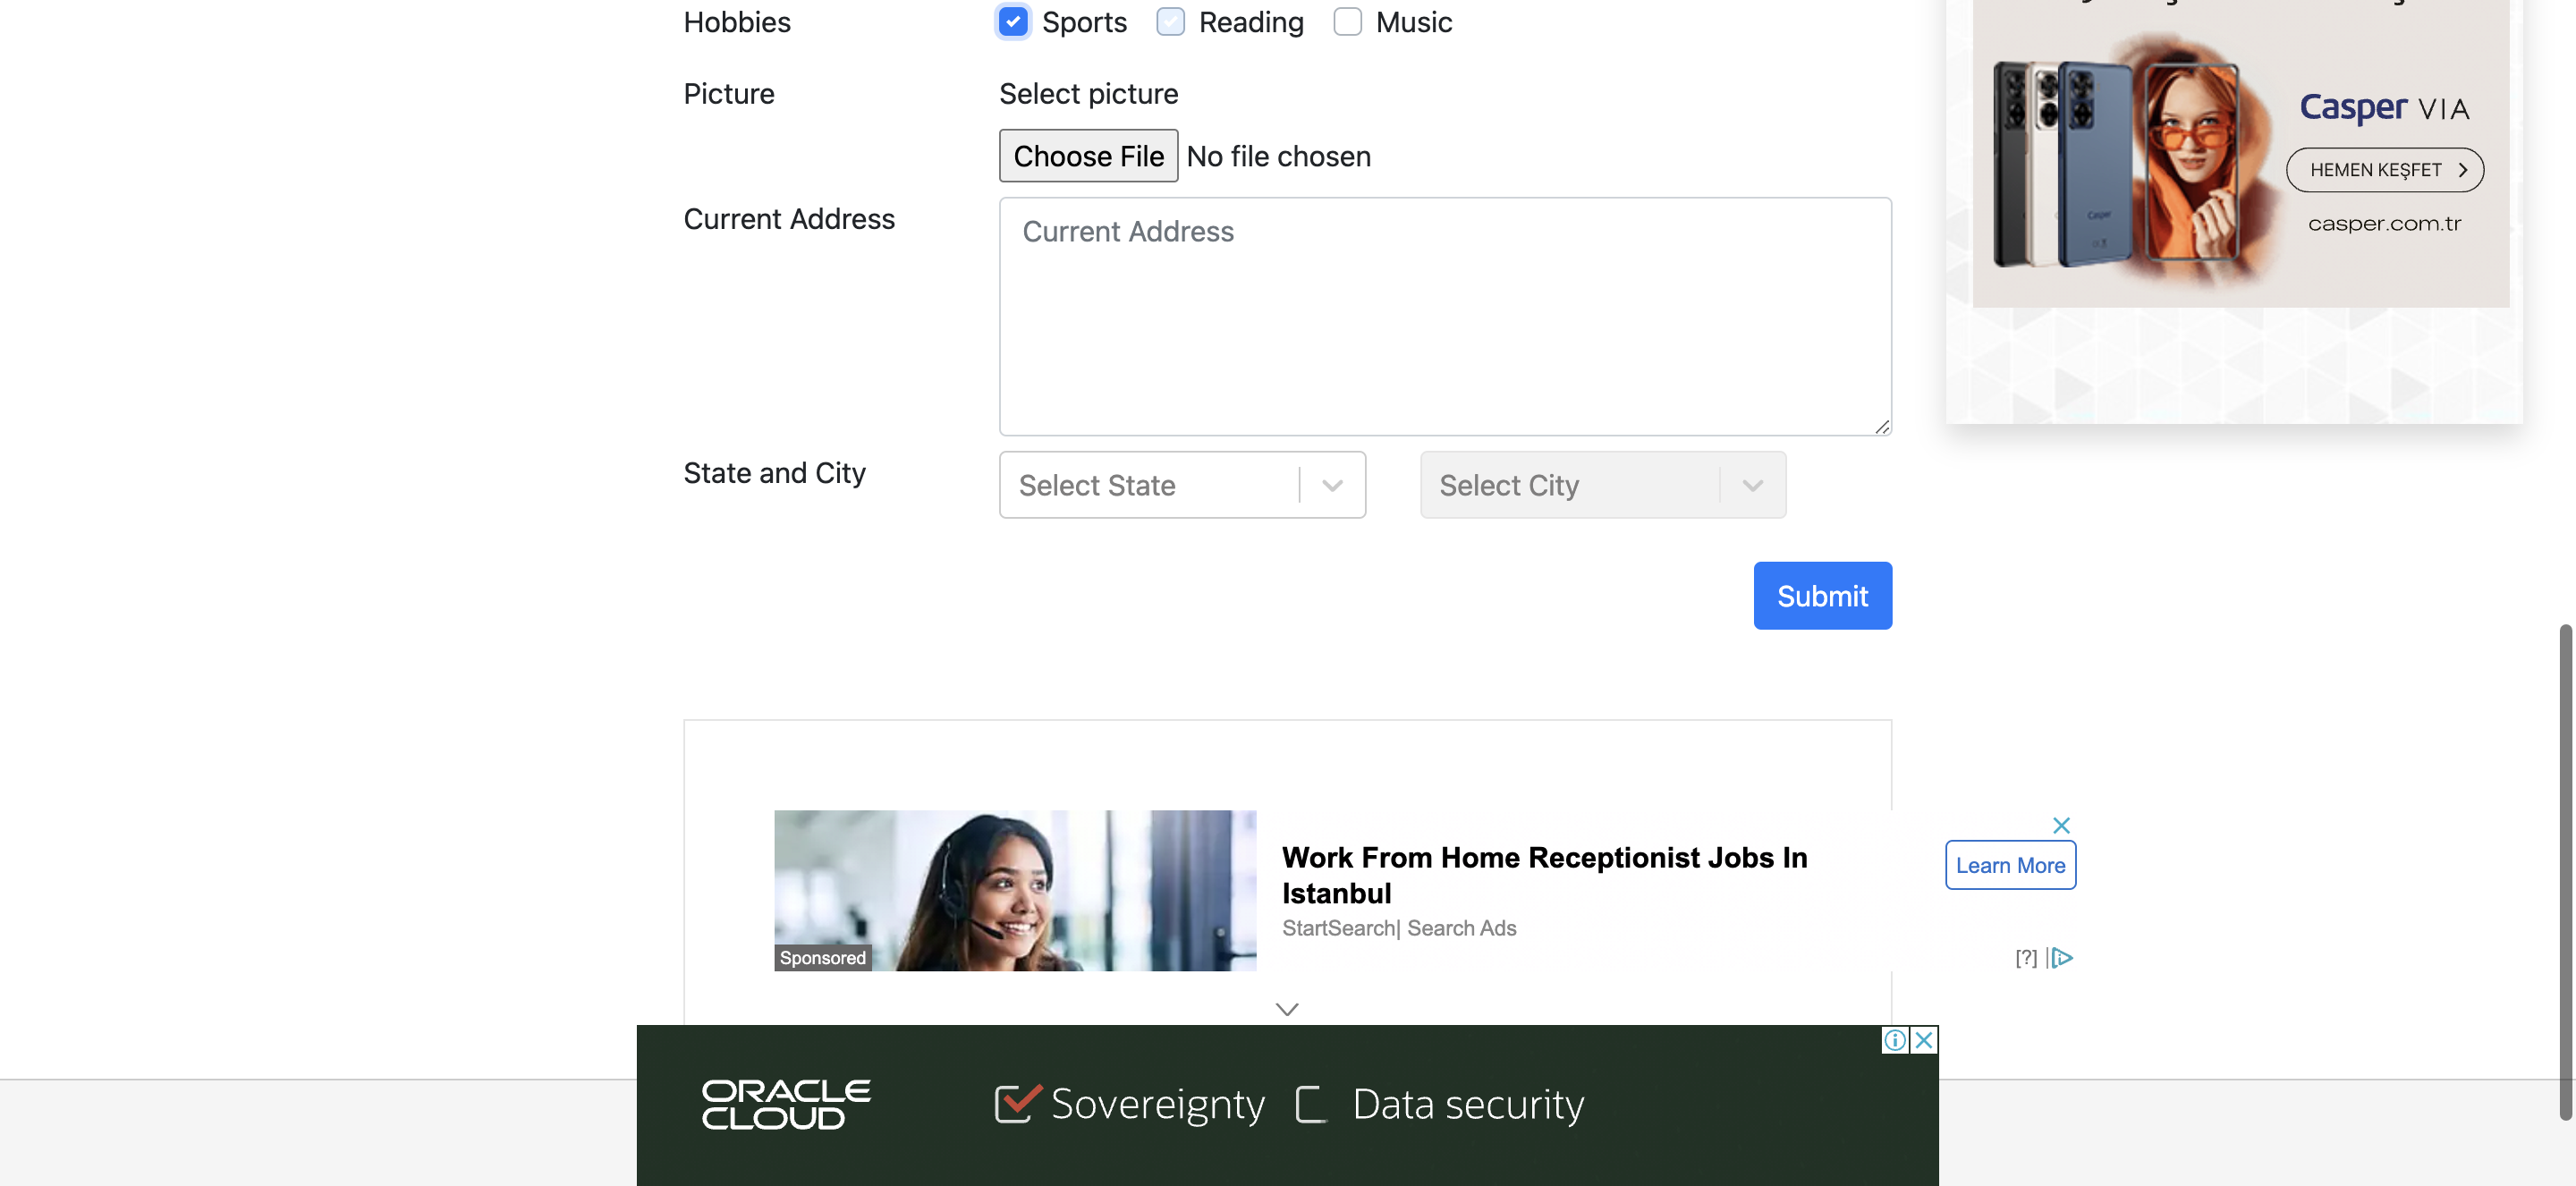 Hobbies
Sports
Reading
Music
Picture
Select picture
Choose File
No file chosen
Current Address
Current Address
State and City
Select State
Select City
Submit
Casper VIA
HEMEN KEŞFET
casper.com.tr
Casper
Work From Home Receptionist Jobs In
Istanbul
StartSearch| Search Ads
Sponsored
Learn More
[?]
ORACLE
CLOUD
Sovereignty
Data security